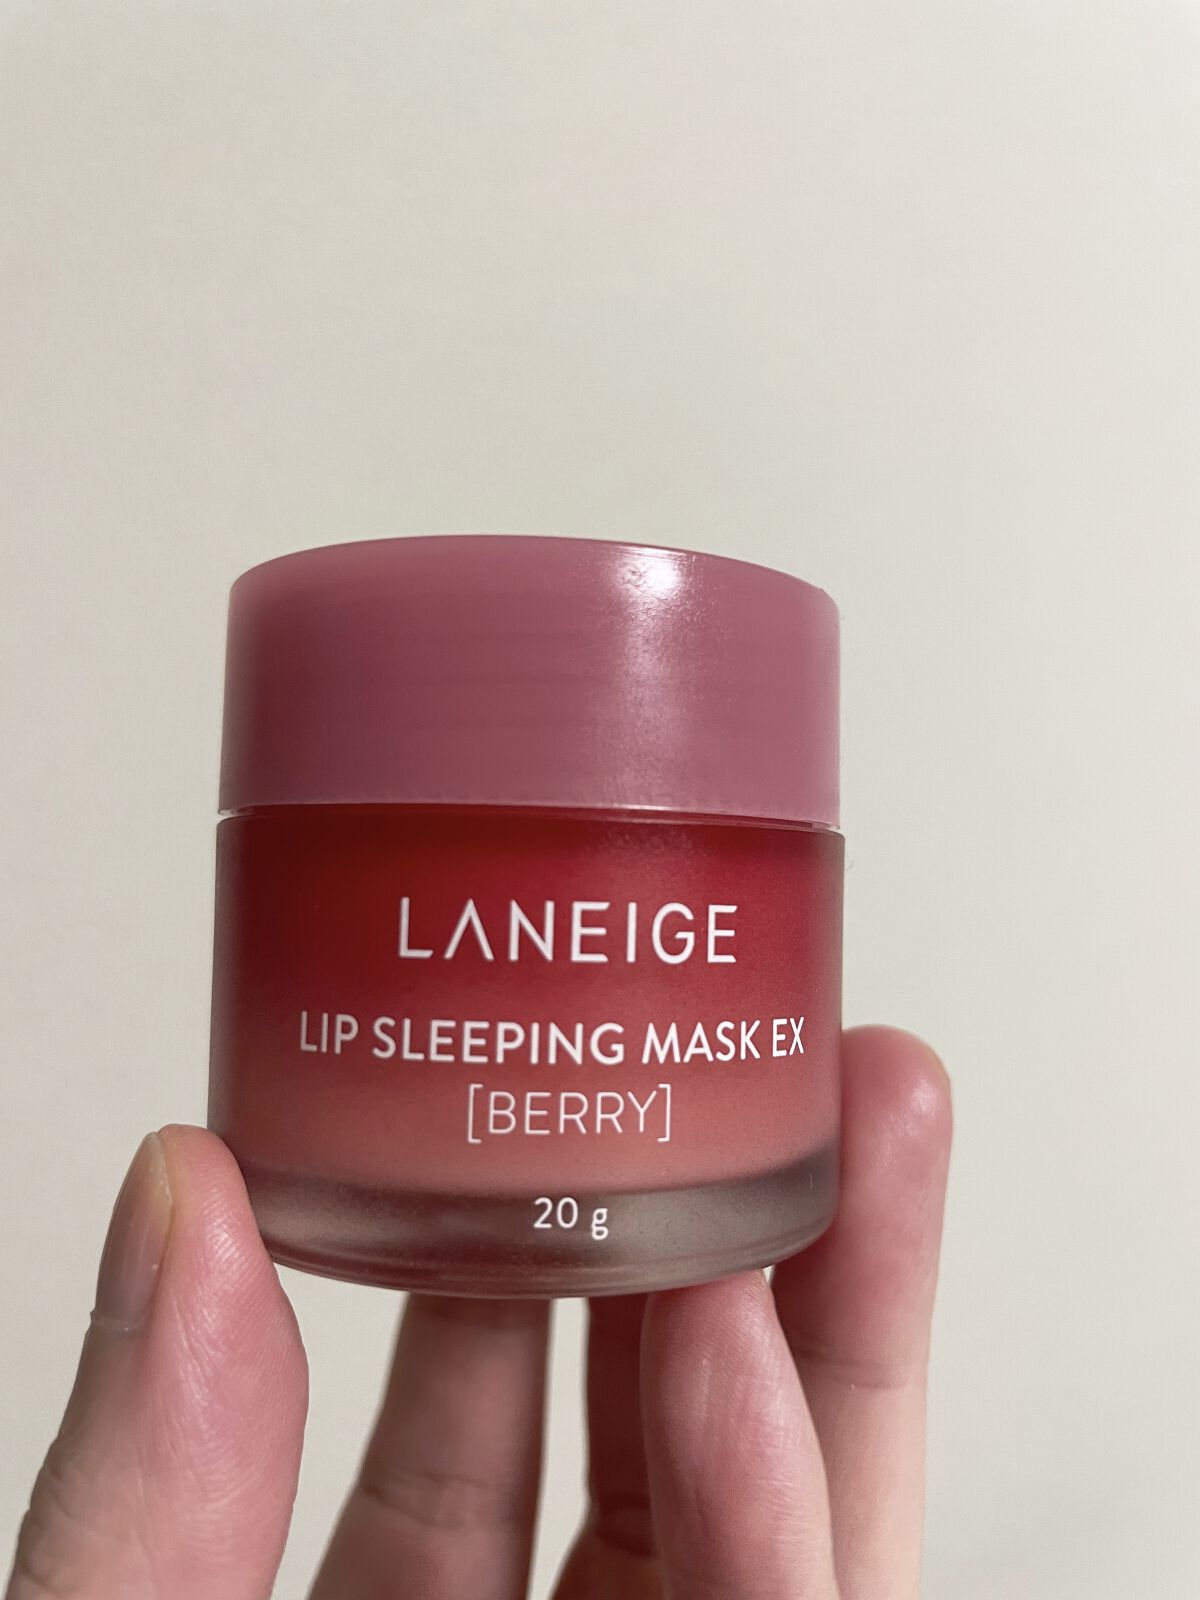 LANEIGE
LIP SLEEPING MASK EX
[BERRY]
20 g